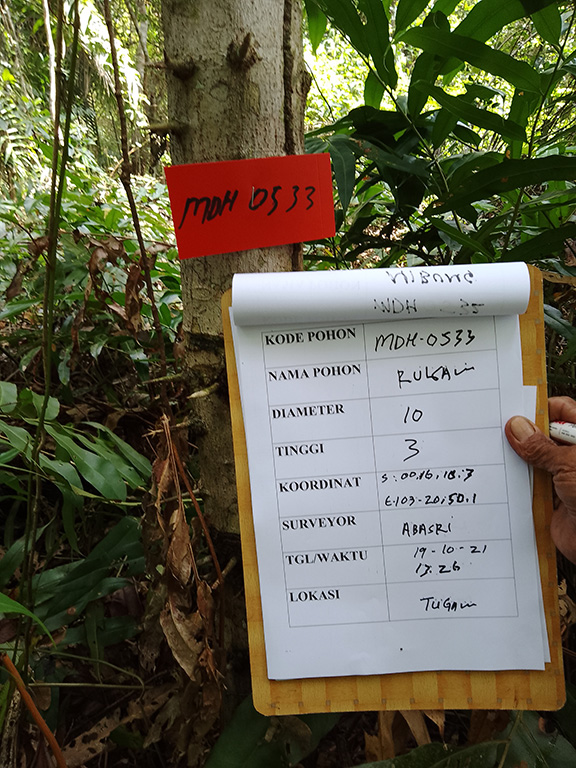 MDH 0533
KODE POHON MDH-0533
NAMA POHON RUKAM
DIAMETER 10
TINGGI 3
KOORDINAT S:00.16.18.3
E:103-20:50.1
SURVEYOR ABASRI
TGL/WAKTU 19-10-21
13.26
LOKASI TUGAM